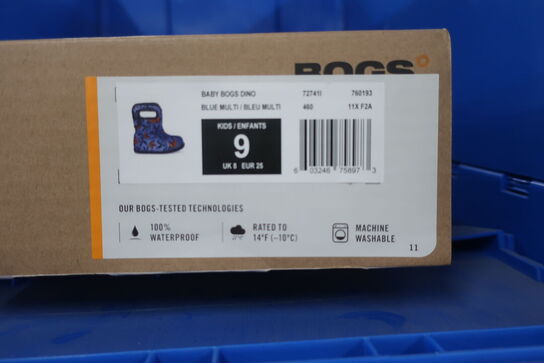 BOGS
BABY BOGS DINO 72741I 760193
BLUE MULTI / BLEU MULTI 460 11X F2A
KIDS / ENFANTS
9
UK 8 EUR 25
6 03246 75897 3
OUR BOGS-TESTED TECHNOLOGIES
100% WATERPROOF
RATED TO 14°F (-10°C)
MACHINE WASHABLE
11